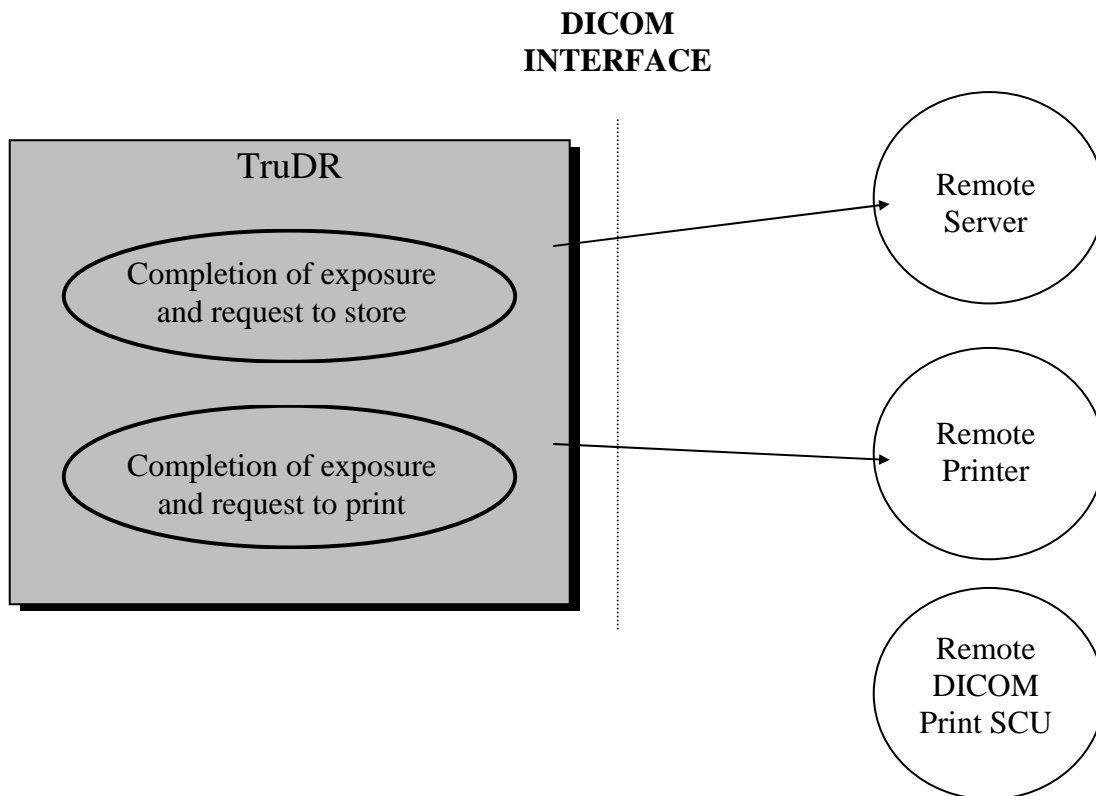 DICOM
INTERFACE
TruDR
Completion of exposure
and request to store
Completion of exposure
and request to print
Remote
Server
Remote
Printer
Remote
DICOM
Print SCU